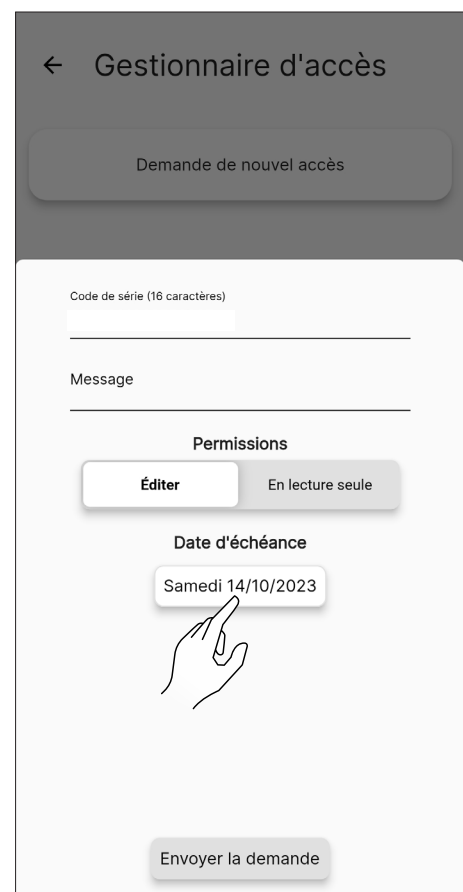 Gestionnaire d'accès
Demande de nouvel accès
Code de série (16 caractères)
Message
Permissions
Éditer
En lecture seule
Date d'échéance
Samedi 14/10/2023
Envoyer la demande